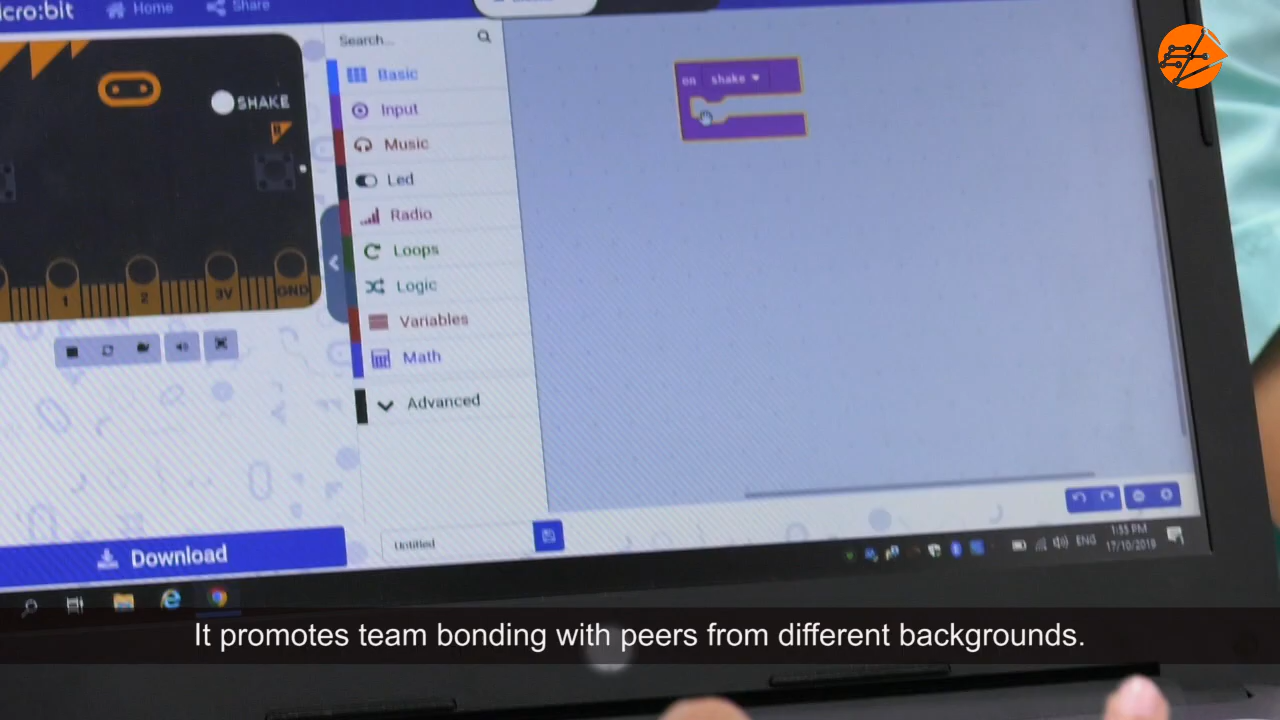 micro:bit
Home
Share
Search...
SHAKE
B
1
2
3V
GND
Basic
Input
Music
Led
Radio
Loops
Logic
Variables
Math
Advanced
on shake
Download
Untitled
ENG
1:55 PM
17/10/2019
It promotes team bonding with peers from different backgrounds.